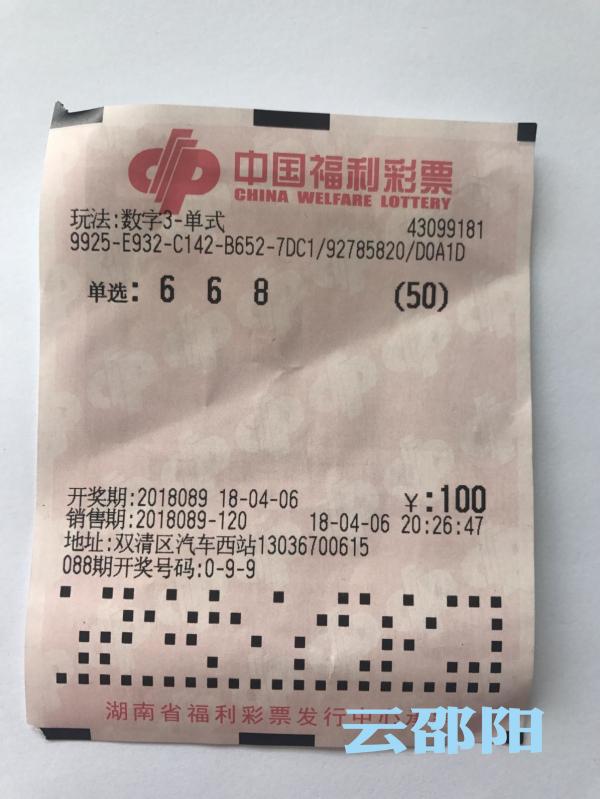 中国福利彩票
CHINA WELFARE LOTTERY
玩法:数字3-单式 43099181
9925-E932-C142-B652-7DC1/92785820/D0A1D
单选: 6 6 8 (50)
开奖期:2018089 18-04-06 ¥:100
销售期:2018089-120 18-04-06 20:26:47
地址:双清区汽车西站13036700615
088期开奖号码:0-9-9
湖南省福利彩票发行中心承
云邵阳